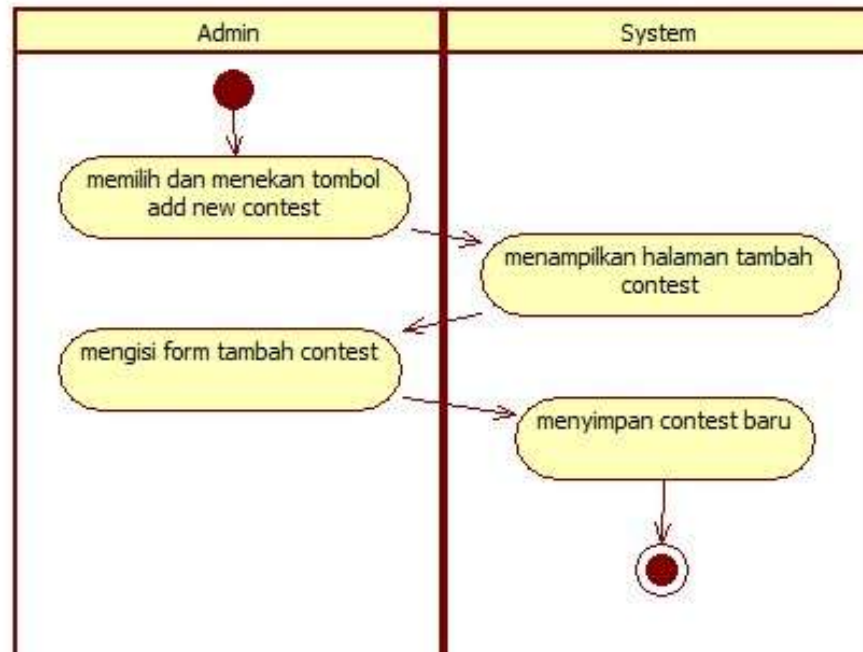 Admin
System
memilih dan menekan tombol
add new contest
menampilkan halaman tambah
contest
mengisi form tambah contest
menyimpan contest baru